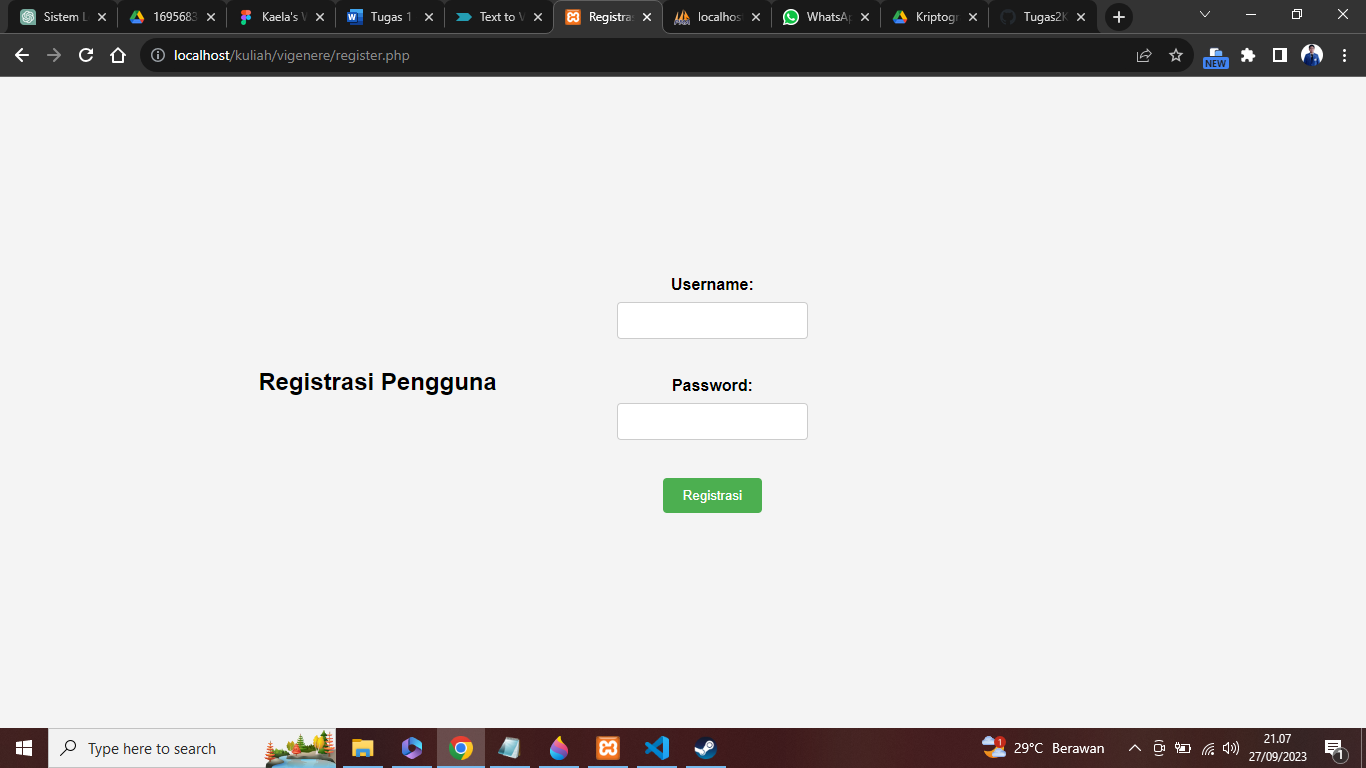 Sistem L
1695683
Kaela's W
Tugas 1
Text to V
Registra
localhos
WhatsAp
Kriptogr
Tugas2K
localhost/kuliah/vigenere/register.php
NEW
Username:
Registrasi Pengguna
Password:
Registrasi
Type here to search
29°C Berawan
21.07
27/09/2023
1